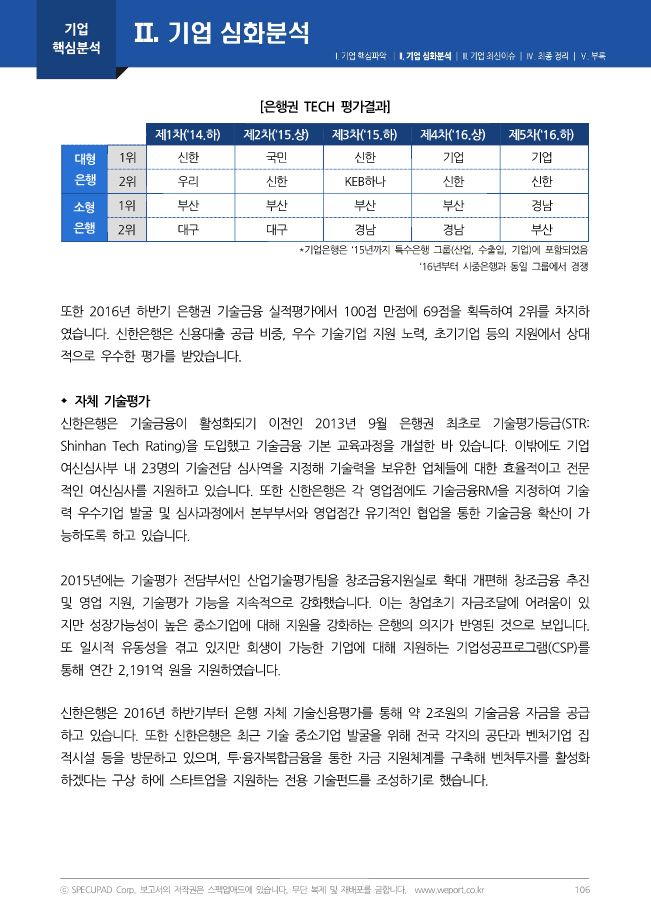 기업
핵심분석
Ⅱ. 기업 심화분석
Ⅰ. 기업 핵심파악 | Ⅱ. 기업 심화분석 | Ⅲ. 기업 최신이슈 | Ⅳ. 최종 정리 | Ⅴ. 부록
[은행권 TECH 평가결과]
제1차('14.하) 제2차('15.상) 제3차('15.하) 제4차('16.상) 제5차('16.하)
대형 은행 1위 신한 국민 신한 기업 기업
2위 우리 신한 KEB하나 신한 신한
소형 은행 1위 부산 부산 부산 부산 경남
2위 대구 대구 경남 경남 부산
*기업은행은 '15년까지 특수은행 그룹(산업, 수출입, 기업)에 포함되었음
'16년부터 시중은행과 동일 그룹에서 경쟁
또한 2016년 하반기 은행권 기술금융 실적평가에서 100점 만점에 69점을 획득하여 2위를 차지하
였습니다. 신한은행은 신용대출 공급 비중, 우수 기술기업 지원 노력, 초기기업 등의 지원에서 상대
적으로 우수한 평가를 받았습니다.
◆ 자체 기술평가
신한은행은 기술금융이 활성화되기 이전인 2013년 9월 은행권 최초로 기술평가등급(STR:
Shinhan Tech Rating)을 도입했고 기술금융 기본 교육과정을 개설한 바 있습니다. 이밖에도 기업
여신심사부 내 23명의 기술전담 심사역을 지정해 기술력을 보유한 업체들에 대한 효율적이고 전문
적인 여신심사를 지원하고 있습니다. 또한 신한은행은 각 영업점에도 기술금융RM을 지정하여 기술
력 우수기업 발굴 및 심사과정에서 본부부서와 영업점간 유기적인 협업을 통한 기술금융 확산이 가
능하도록 하고 있습니다.
2015년에는 기술평가 전담부서인 산업기술평가팀을 창조금융지원실로 확대 개편해 창조금융 추진
및 영업 지원, 기술평가 기능을 지속적으로 강화했습니다. 이는 창업초기 자금조달에 어려움이 있
지만 성장가능성이 높은 중소기업에 대해 지원을 강화하는 은행의 의지가 반영된 것으로 보입니다.
또 일시적 유동성을 겪고 있지만 회생이 가능한 기업에 대해 지원하는 기업성공프로그램(CSP)를
통해 연간 2,191억 원을 지원하였습니다.
신한은행은 2016년 하반기부터 은행 자체 기술신용평가를 통해 약 2조원의 기술금융 자금을 공급
하고 있습니다. 또한 신한은행은 최근 기술 중소기업 발굴을 위해 전국 각지의 공단과 벤처기업 집
적시설 등을 방문하고 있으며, 투·융자복합금융을 통한 자금 지원체계를 구축해 벤처투자를 활성화
하겠다는 구상 하에 스타트업을 지원하는 전용 기술펀드를 조성하기로 했습니다.
ⓒ SPECUPAD Corp. 보고서의 저작권은 스펙업애드에 있습니다. 무단 복제 및 재배포를 금합니다. www.weport.co.kr 106